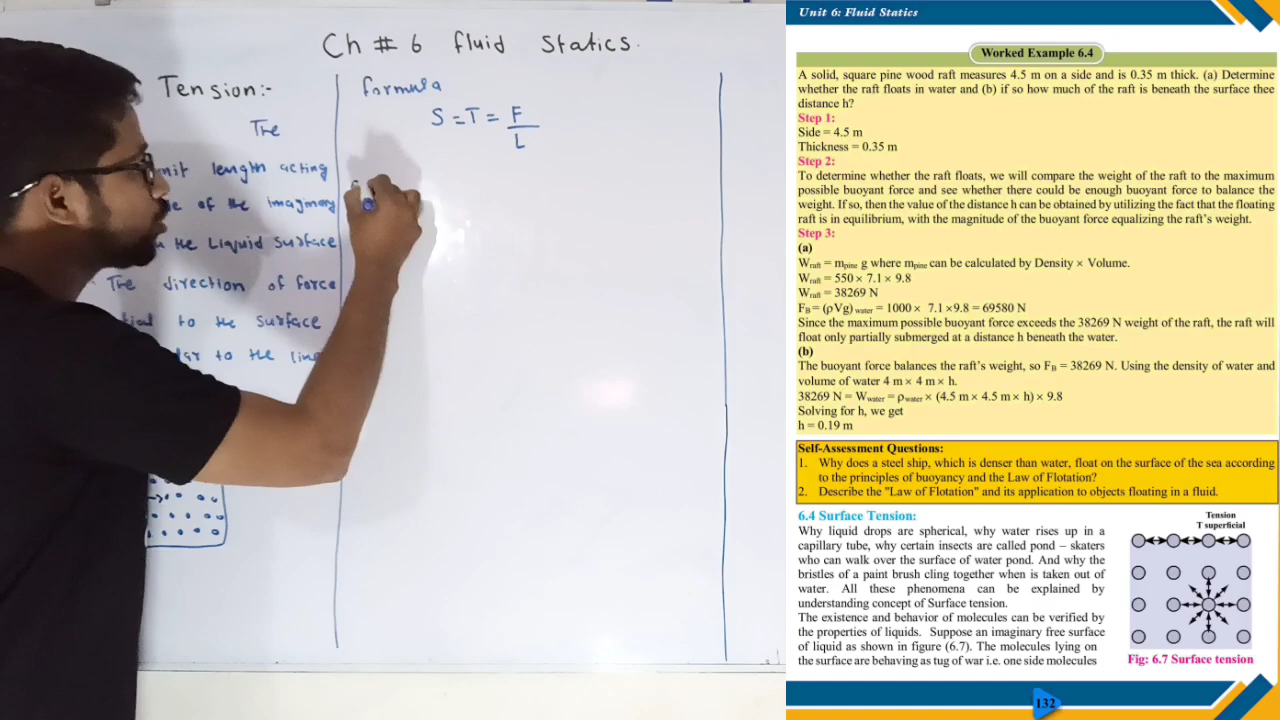 Ch # 6 fluid Statics.
Tension:-
The
unit length acting
of the imaginary
the Liquid Surface
The direction of force
to the surface
to the line
formula
S = T = F
L
Unit 6: Fluid Statics
Worked Example 6.4
A solid, square pine wood raft measures 4.5 m on a side and is 0.35 m thick. (a) Determine
whether the raft floats in water and (b) if so how much of the raft is beneath the surface thee
distance h?
Step 1:
Side = 4.5 m
Thickness = 0.35 m
Step 2:
To determine whether the raft floats, we will compare the weight of the raft to the maximum
possible buoyant force and see whether there could be enough buoyant force to balance the
weight. If so, then the value of the distance h can be obtained by utilizing the fact that the floating
raft is in equilibrium, with the magnitude of the buoyant force equalizing the raft's weight.
Step 3:
(a)
Wraft = mpine g where mpine can be calculated by Density × Volume.
Wraft = 550 × 7.1 × 9.8
Wraft = 38269 N
FB = (ρVg) water = 1000 × 7.1 ×9.8 = 69580 N
Since the maximum possible buoyant force exceeds the 38269 N weight of the raft, the raft will
float only partially submerged at a distance h beneath the water.
(b)
The buoyant force balances the raft's weight, so FB = 38269 N. Using the density of water and
volume of water 4 m × 4 m × h.
38269 N = Wwater = ρwater × (4.5 m × 4.5 m × h) × 9.8
Solving for h, we get
h = 0.19 m
Self-Assessment Questions:
1. Why does a steel ship, which is denser than water, float on the surface of the sea according
to the principles of buoyancy and the Law of Flotation?
2. Describe the "Law of Flotation" and its application to objects floating in a fluid.
6.4 Surface Tension:
Why liquid drops are spherical, why water rises up in a
capillary tube, why certain insects are called pond – skaters
who can walk over the surface of water pond. And why the
bristles of a paint brush cling together when is taken out of
water. All these phenomena can be explained by
understanding concept of Surface tension.
The existence and behavior of molecules can be verified by
the properties of liquids. Suppose an imaginary free surface
of liquid as shown in figure (6.7). The molecules lying on
the surface are behaving as tug of war i.e. one side molecules
Tension
T superficial
Fig: 6.7 Surface tension
132